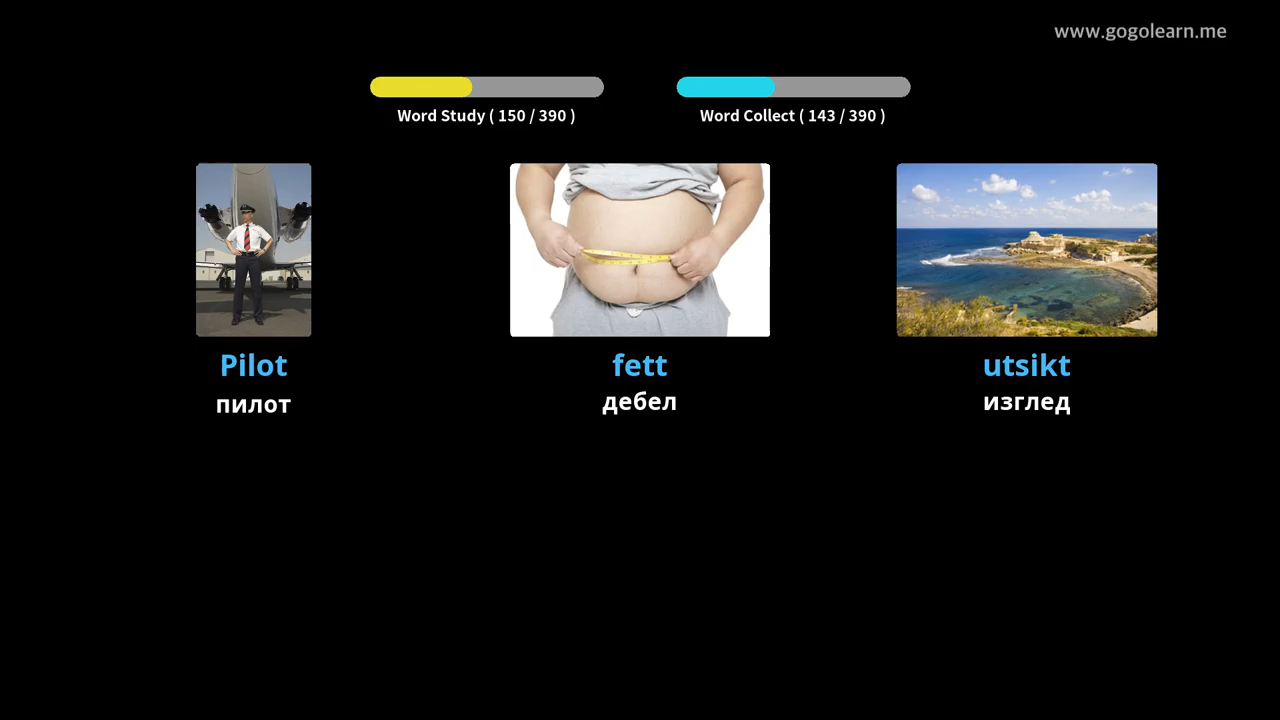 www.gogolearn.me
Word Study ( 150 / 390 )
Word Collect ( 143 / 390 )
Pilot
пилот
fett
дебел
utsikt
изглед